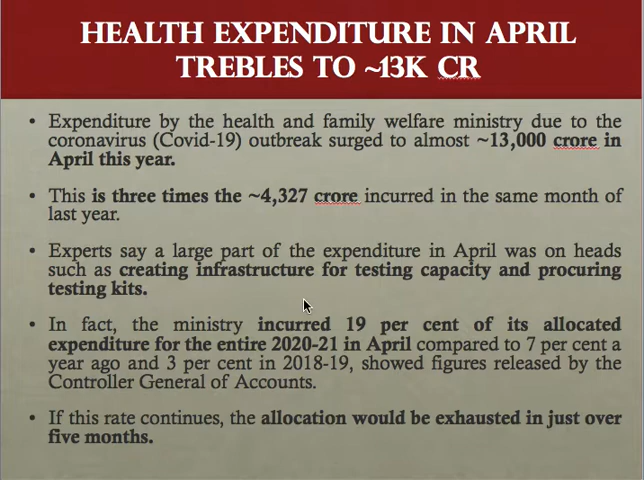 HEALTH EXPENDITURE IN APRIL
TREBLES TO ~13K CR
• Expenditure by the health and family welfare ministry due to the
coronavirus (Covid-19) outbreak surged to almost ~13,000 crore in
April this year.
• This is three times the ~4,327 crore incurred in the same month of
last year.
• Experts say a large part of the expenditure in April was on heads
such as creating infrastructure for testing capacity and procuring
testing kits.
• In fact, the ministry incurred 19 per cent of its allocated
expenditure for the entire 2020-21 in April compared to 7 per cent a
year ago and 3 per cent in 2018-19, showed figures released by the
Controller General of Accounts.
• If this rate continues, the allocation would be exhausted in just over
five months.